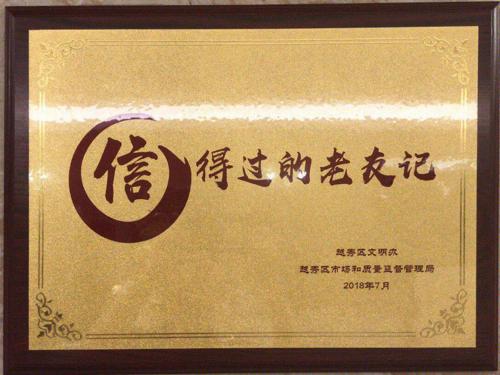 信得过的老友记
越秀区文明办
越秀区市场和质量监督管理局
2018年7月